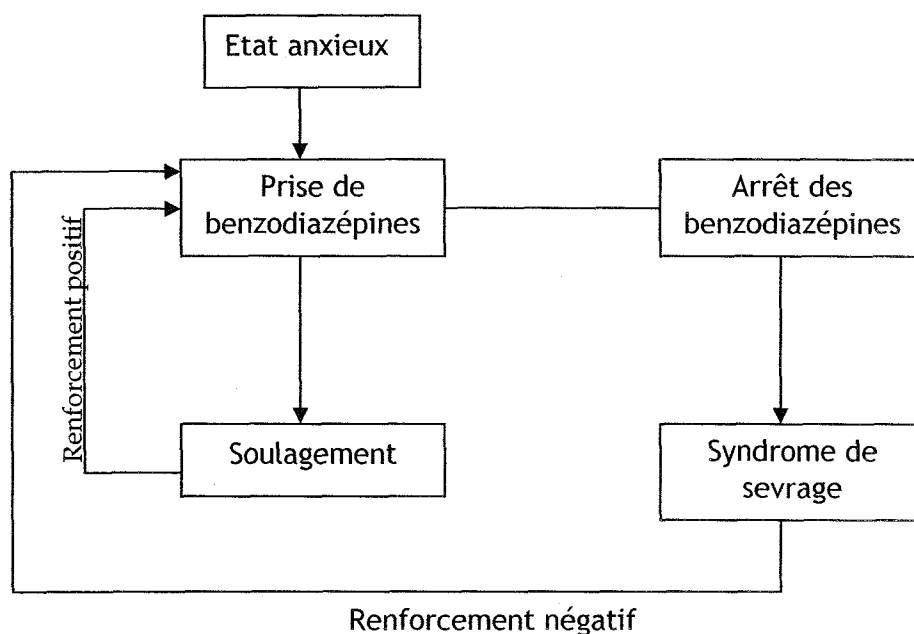 Etat anxieux
Prise de
benzodiazépines
Arrêt des
benzodiazépines
Renforcement positif
Soulagement
Syndrome de
sevrage
Renforcement négatif